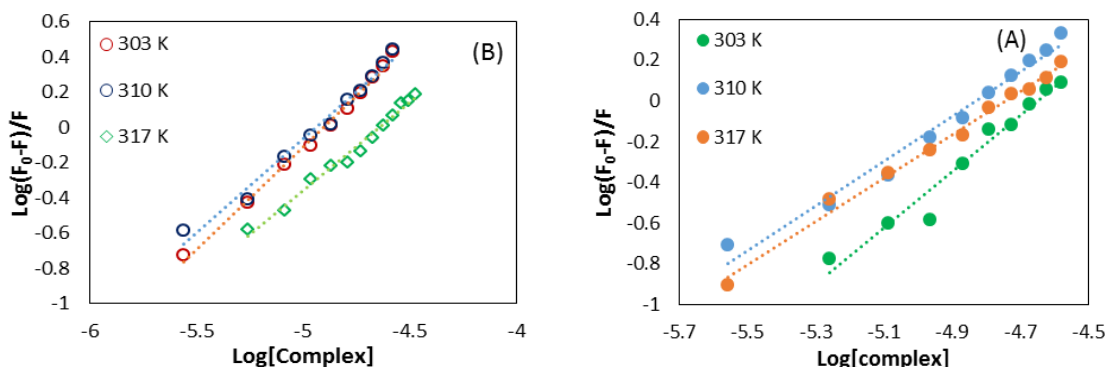 (B)
303 K
310 K
317 K
0.6
0.4
0.2
0
-0.2
-0.4
-0.6
-0.8
-1
Log(F₀-F)/F
-6
-5.5
-5
-4.5
-4
Log[Complex]
(A)
303 K
310 K
317 K
0.4
0.2
0
-0.2
-0.4
-0.6
-0.8
-1
Log(F₀-F)/F
-5.7
-5.5
-5.3
-5.1
-4.9
-4.7
-4.5
Log[complex]